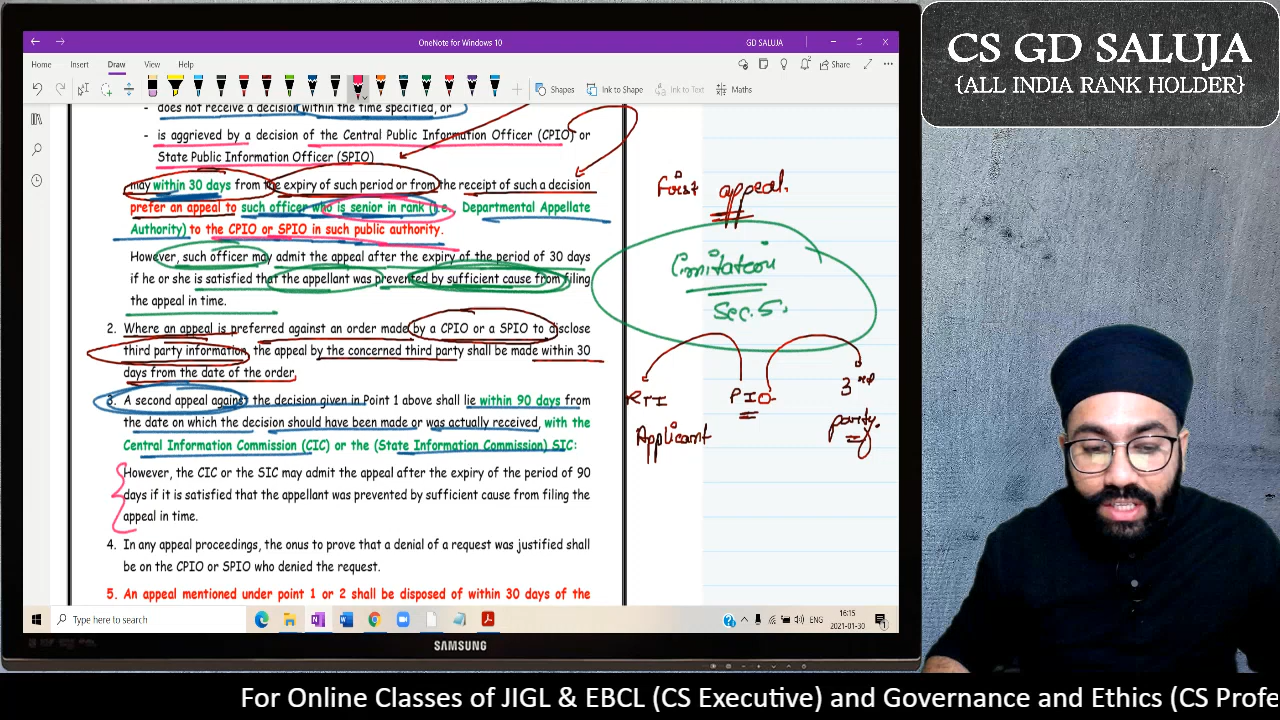 CS GD SALUJA
{ALL INDIA RANK HOLDER}
OneNote for Windows 10
GD SALUJA
Home Insert Draw View Help
Share
Shapes Ink to Shape Ink to Text Maths
- does not receive a decision within the time specified, or
- is aggrieved by a decision of the Central Public Information Officer (CPIO) or
State Public Information Officer (SPIO)
may within 30 days from the expiry of such period or from the receipt of such a decision
prefer an appeal to such officer who is senior in rank (i.e. Departmental Appellate
Authority) to the CPIO or SPIO in such public authority.
However, such officer may admit the appeal after the expiry of the period of 30 days
if he or she is satisfied that the appellant was prevented by sufficient cause from filing
the appeal in time.
2. Where an appeal is preferred against an order made by a CPIO or a SPIO to disclose
third party information, the appeal by the concerned third party shall be made within 30
days from the date of the order.
3. A second appeal against the decision given in Point 1 above shall lie within 90 days from
the date on which the decision should have been made or was actually received, with the
Central Information Commission (CIC) or the (State Information Commission) SIC:
However, the CIC or the SIC may admit the appeal after the expiry of the period of 90
days if it is satisfied that the appellant was prevented by sufficient cause from filing the
appeal in time.
4. In any appeal proceedings, the onus to prove that a denial of a request was justified shall
be on the CPIO or SPIO who denied the request.
5. An appeal mentioned under point 1 or 2 shall be disposed of within 30 days of the
First appeal.
Limitation
Sec. 5.
RTI
Applicant
PIO
3rd
party.
Type here to search
ENG
16:15
2021-01-30
SAMSUNG
For Online Classes of JIGL & EBCL (CS Executive) and Governance and Ethics (CS Profe